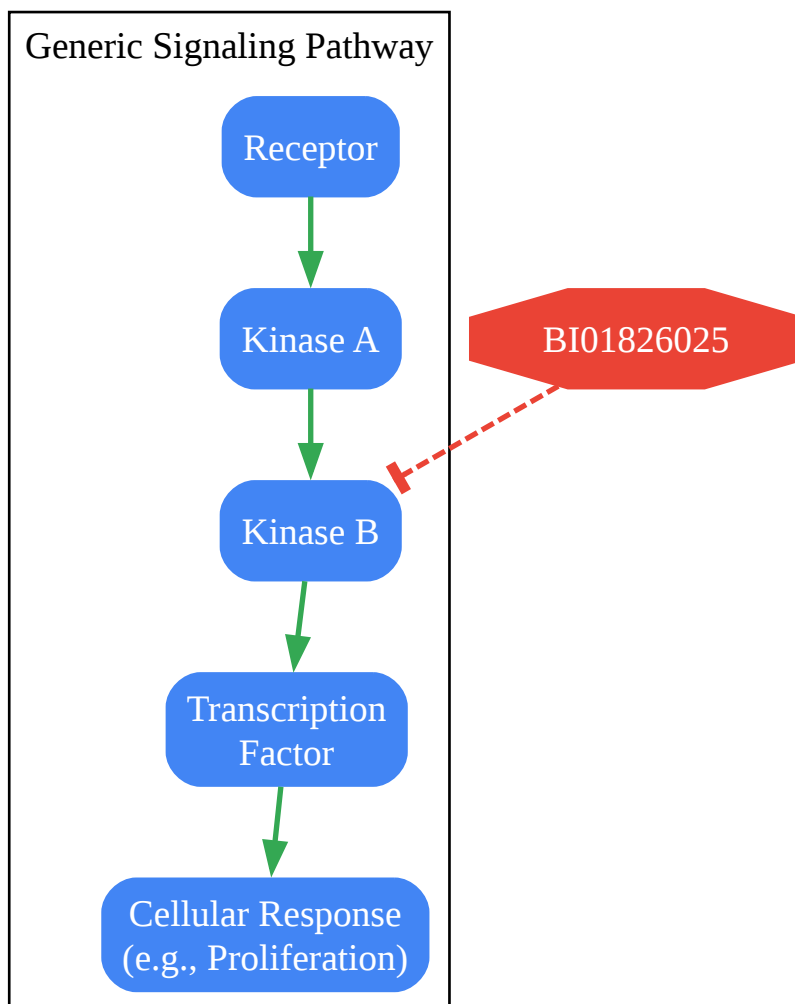 Generic Signaling Pathway
Receptor
Kinase A
BI01826025
Kinase B
Transcription
Factor
Cellular Response
(e.g., Proliferation)